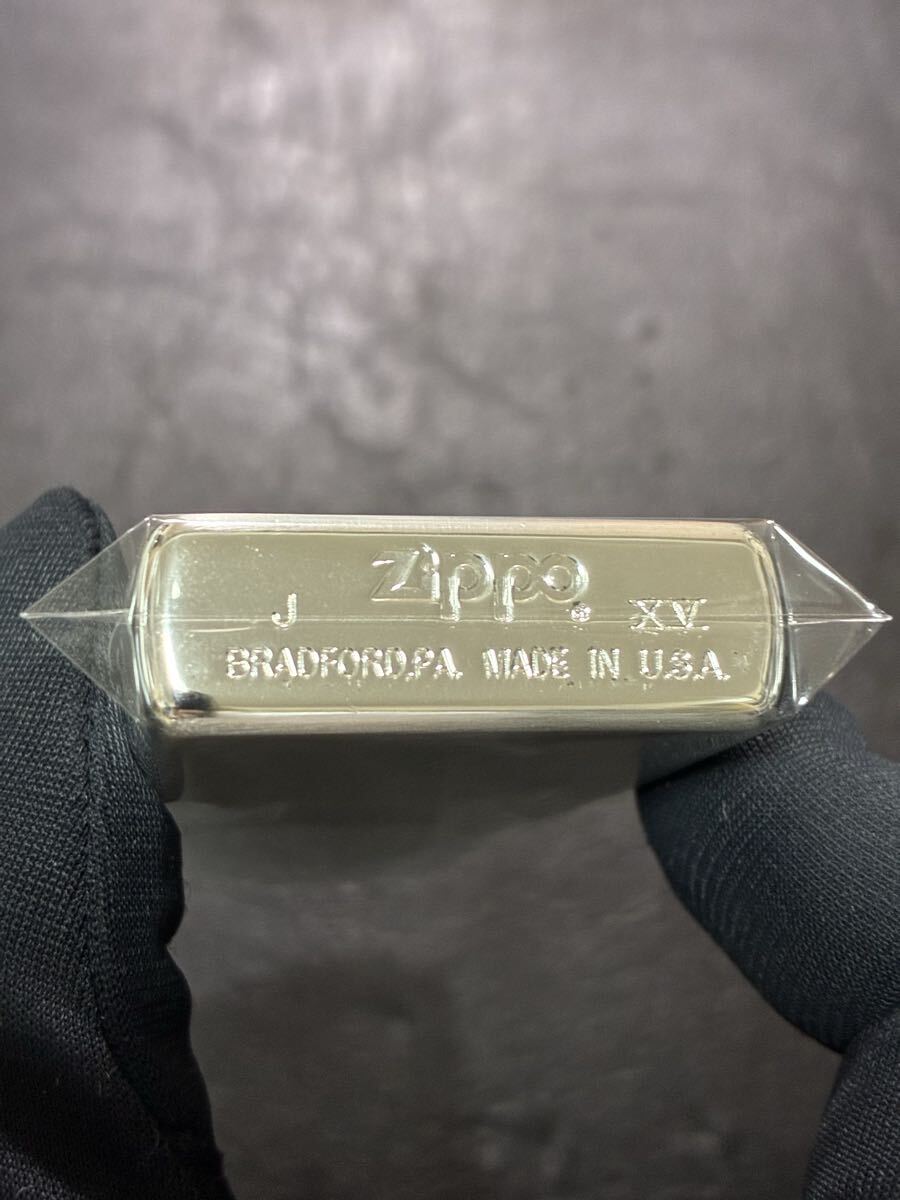 Zippo®
J XV
BRADFORD,PA. MADE IN U.S.A.